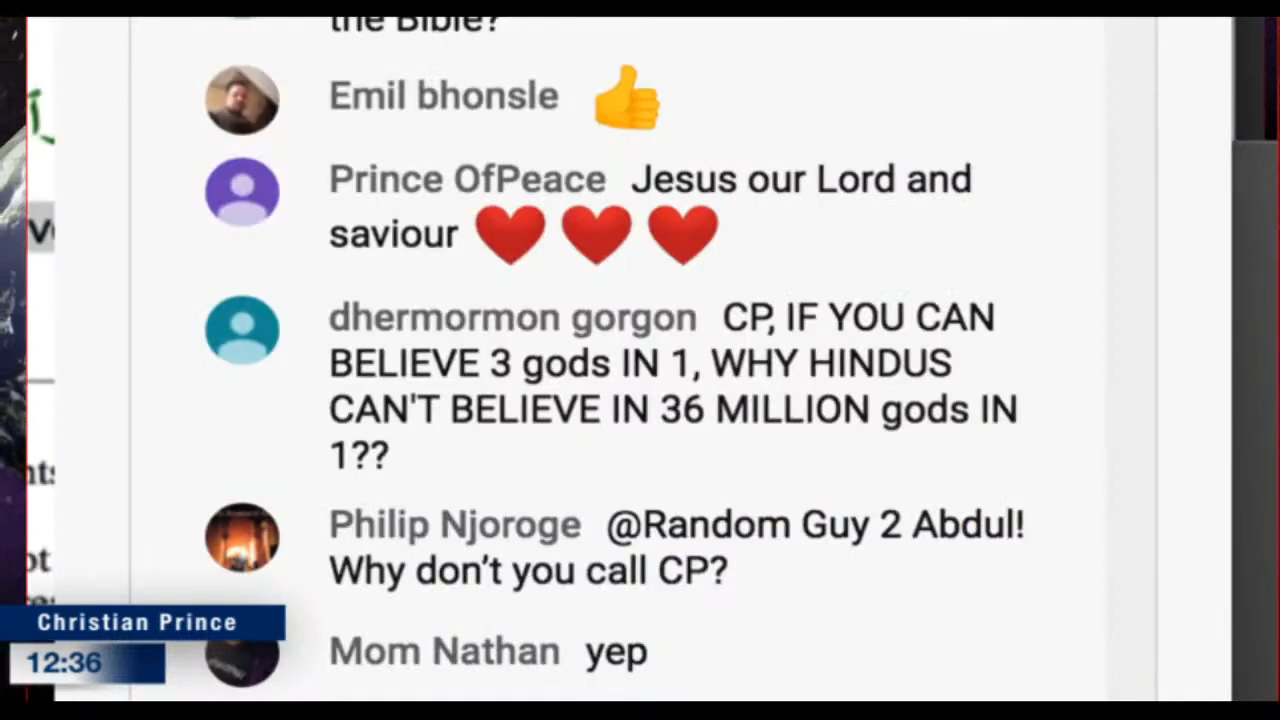 the Bible?
Emil bhonsle 👍
Prince OfPeace Jesus our Lord and
saviour ❤️ ❤️ ❤️
dhermormon gorgon CP, IF YOU CAN
BELIEVE 3 gods IN 1, WHY HINDUS
CAN'T BELIEVE IN 36 MILLION gods IN
1??
Philip Njoroge @Random Guy 2 Abdul!
Why don’t you call CP?
Christian Prince
12:36
Mom Nathan yep